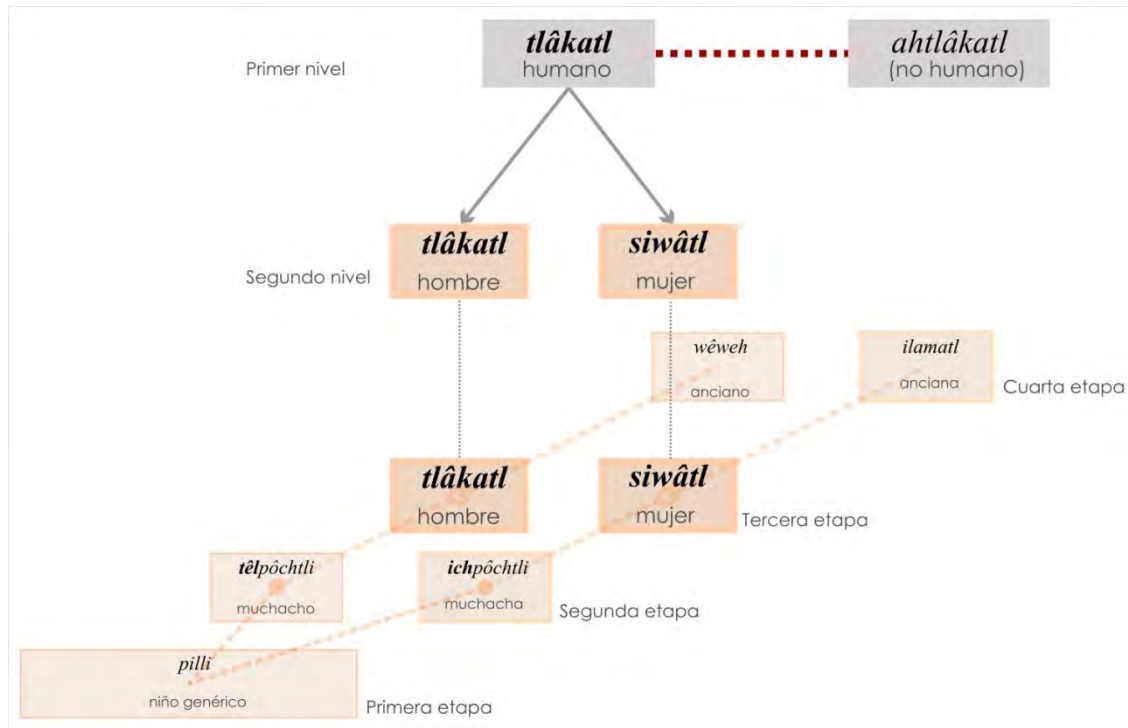 tlâkatl
humano
ahtlâkatl
(no humano)
Primer nivel
tlâkatl
hombre
siwâtl
mujer
Segundo nivel
wêweh
anciano
ilamatl
anciana
Cuarta etapa
tlâkatl
hombre
siwâtl
mujer
Tercera etapa
têlpôchtli
muchacho
ichpôchtli
muchacha
Segunda etapa
pilli
niño genérico
Primera etapa